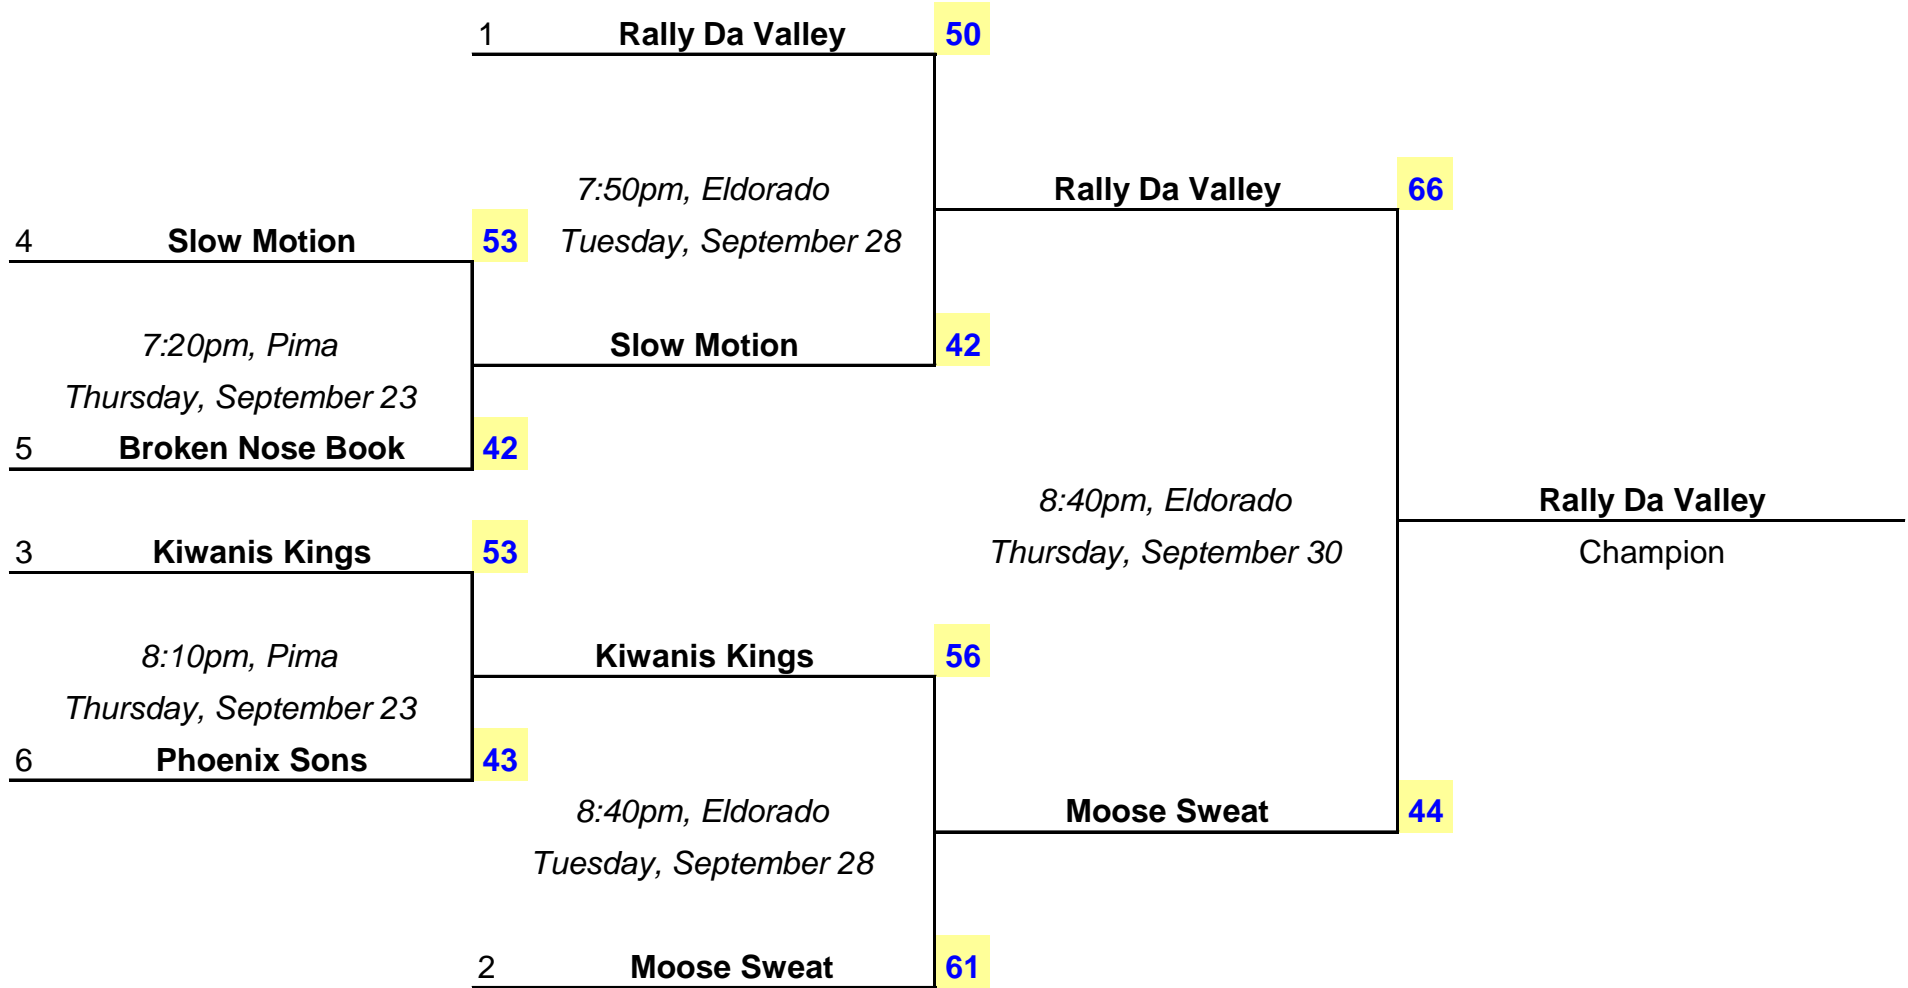 1 Rally Da Valley 50
7:50pm, Eldorado
Rally Da Valley 66
4 Slow Motion 53
Tuesday, September 28
7:20pm, Pima
Slow Motion 42
Thursday, September 23
5 Broken Nose Book 42
8:40pm, Eldorado
Rally Da Valley
3 Kiwanis Kings 53
Thursday, September 30
Champion
8:10pm, Pima
Kiwanis Kings 56
Thursday, September 23
6 Phoenix Sons 43
8:40pm, Eldorado
Moose Sweat 44
Tuesday, September 28
2 Moose Sweat 61